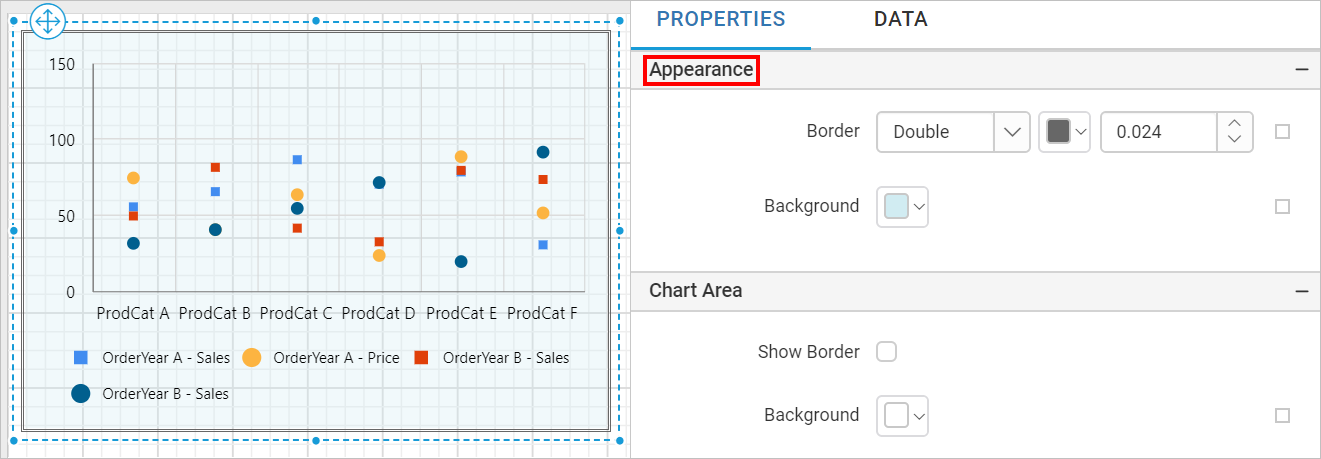 PROPERTIES DATA
Appearance
Border Double 0.024
Background
Chart Area
Show Border
Background
150
100
50
0
ProdCat A ProdCat B ProdCat C ProdCat D ProdCat E ProdCat F
OrderYear A - Sales OrderYear A - Price OrderYear B - Sales
OrderYear B - Sales